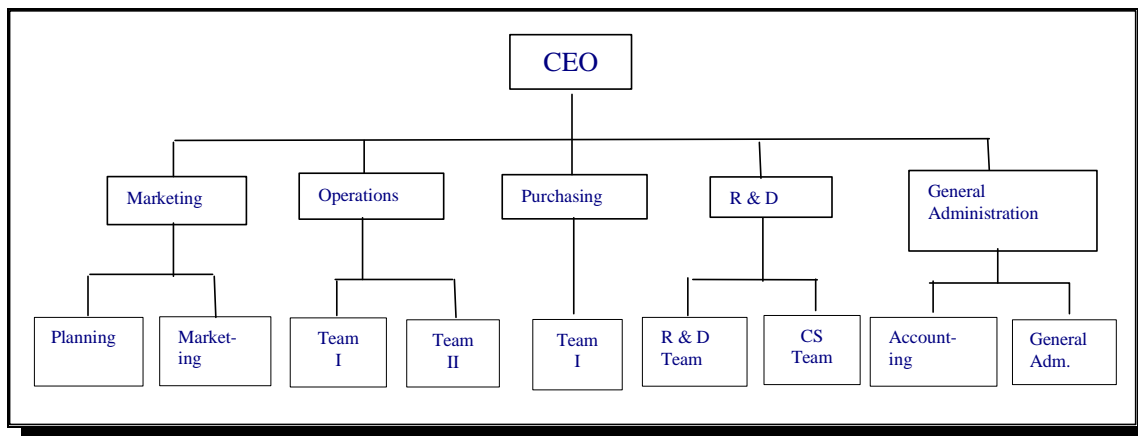 CEO
Marketing
Operations
Purchasing
R & D
General
Administration
Planning
Market-
ing
Team
I
Team
II
Team
I
R & D
Team
CS
Team
Account-
ing
General
Adm.